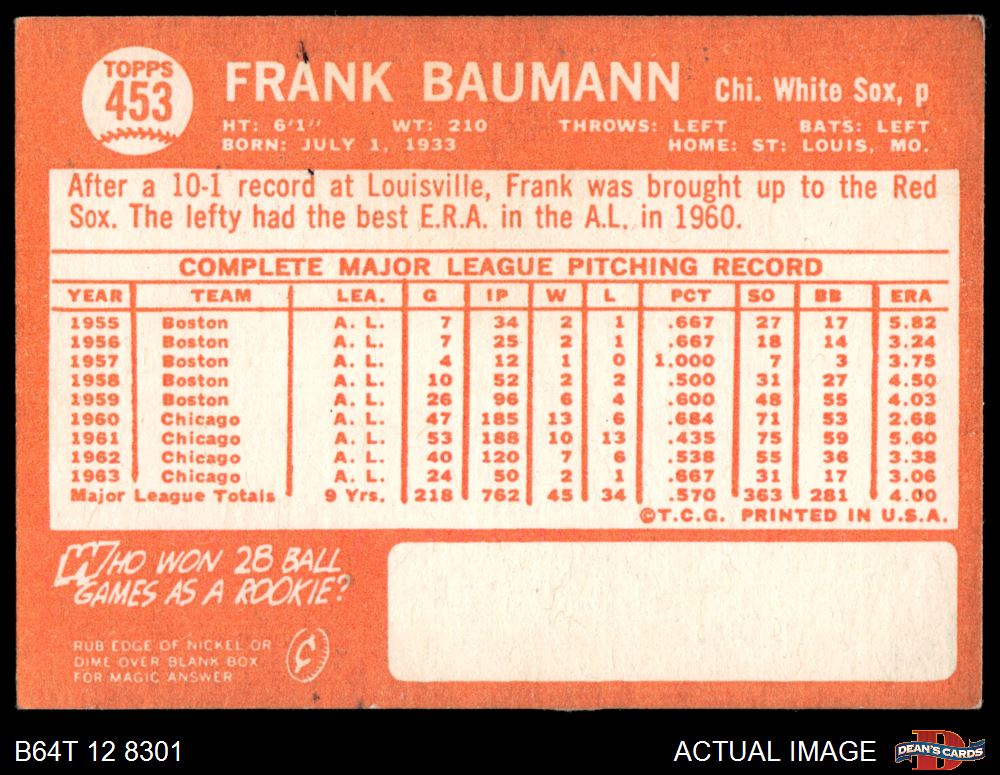 TOPPS
453
FRANK BAUMANN Chi. White Sox, p
HT: 6'1" WT: 210 THROWS: LEFT BATS: LEFT
BORN: JULY 1, 1933 HOME: ST: LOUIS, MO.
After a 10-1 record at Louisville, Frank was brought up to the Red
Sox. The lefty had the best E.R.A. in the A.L. in 1960.
COMPLETE MAJOR LEAGUE PITCHING RECORD
YEAR TEAM LEA. G IP W L PCT SO BB ERA
1955 Boston A. L. 7 34 2 1 .667 27 17 5.82
1956 Boston A. L. 7 25 2 1 .667 18 14 3.24
1957 Boston A. L. 4 12 1 0 1.000 7 3 3.75
1958 Boston A. L. 10 52 2 2 .500 31 27 4.50
1959 Boston A. L. 26 96 6 4 .600 48 55 4.03
1960 Chicago A. L. 47 185 13 6 .684 71 53 2.68
1961 Chicago A. L. 53 188 10 13 .435 75 59 5.60
1962 Chicago A. L. 40 120 7 6 .538 55 36 3.38
1963 Chicago A. L. 24 50 2 1 .667 31 17 3.06
Major League Totals 9 Yrs. 218 762 45 34 .570 363 281 4.00
©T.C.G. PRINTED IN U.S.A.
WHO WON 28 BALL
GAMES AS A ROOKIE?
RUB EDGE OF NICKEL OR
DIME OVER BLANK BOX
FOR MAGIC ANSWER
¢
B64T 12 8301 ACTUAL IMAGE DEAN'S CARDS